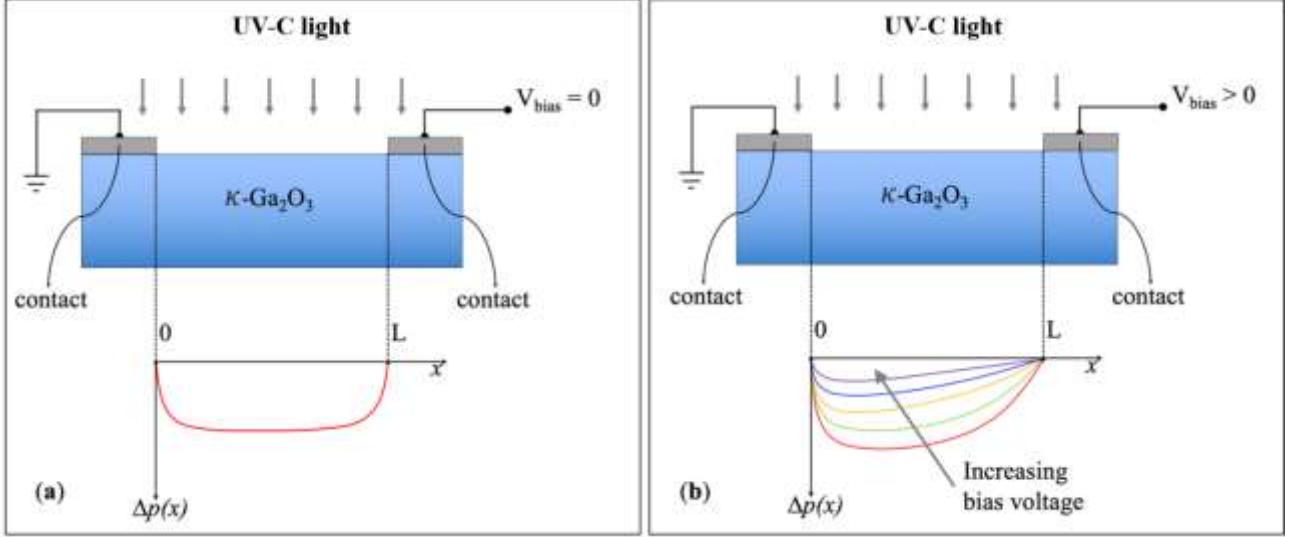 UV-C light
V_bias = 0
κ-Ga₂O₃
contact
contact
0
L
x
(a)
Δp(x)
UV-C light
V_bias > 0
κ-Ga₂O₃
contact
contact
0
L
x
Increasing
bias voltage
(b)
Δp(x)